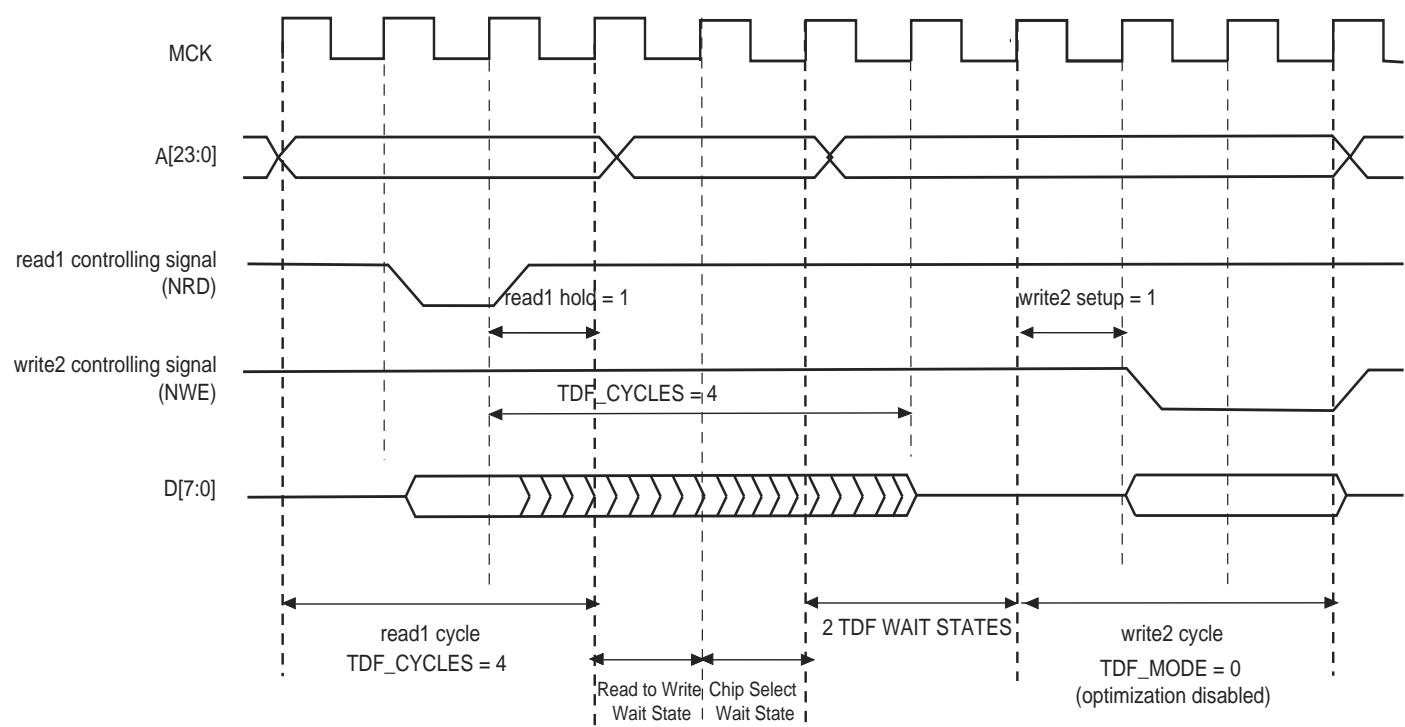 MCK
A[23:0]
read1 controlling signal
(NRD)
read1 hold = 1
write2 setup = 1
write2 controlling signal
(NWE)
TDF_CYCLES = 4
D[7:0]
read1 cycle
TDF_CYCLES = 4
2 TDF WAIT STATES
write2 cycle
TDF_MODE = 0
(optimization disabled)
Read to Write
Wait State
Chip Select
Wait State